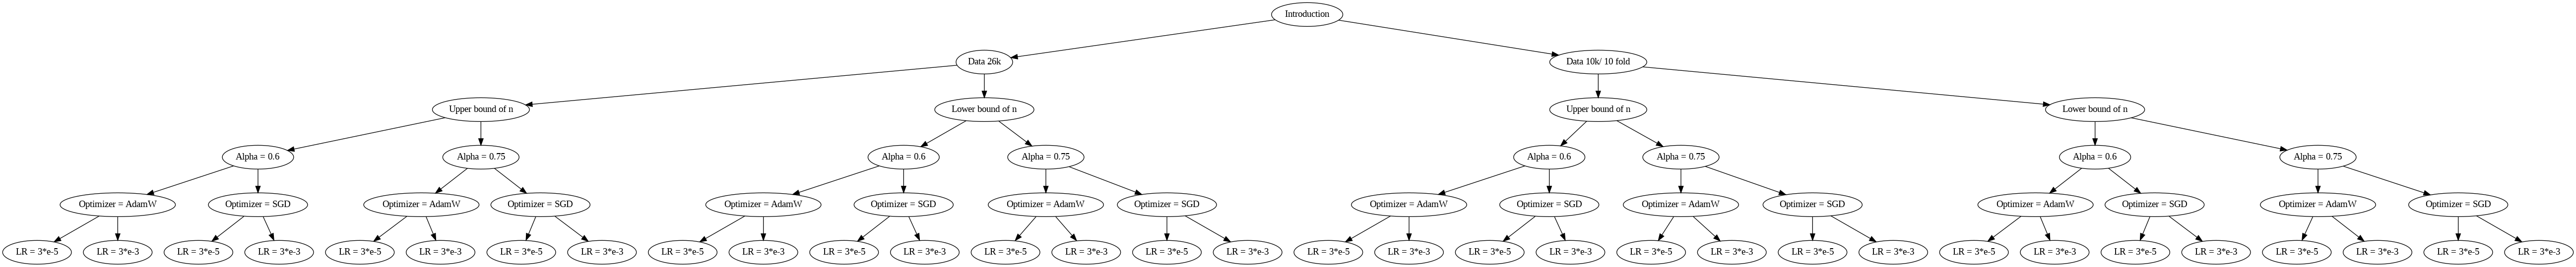 Introduction
Data 26k
Data 10k/ 10 fold
Upper bound of n
Lower bound of n
Upper bound of n
Lower bound of n
Alpha = 0.6
Alpha = 0.75
Alpha = 0.6
Alpha = 0.75
Alpha = 0.6
Alpha = 0.75
Alpha = 0.6
Alpha = 0.75
Optimizer = AdamW
Optimizer = SGD
Optimizer = AdamW
Optimizer = SGD
Optimizer = AdamW
Optimizer = SGD
Optimizer = AdamW
Optimizer = SGD
Optimizer = AdamW
Optimizer = SGD
Optimizer = AdamW
Optimizer = SGD
Optimizer = AdamW
Optimizer = SGD
Optimizer = AdamW
Optimizer = SGD
LR = 3*e-5
LR = 3*e-3
LR = 3*e-5
LR = 3*e-3
LR = 3*e-5
LR = 3*e-3
LR = 3*e-5
LR = 3*e-3
LR = 3*e-5
LR = 3*e-3
LR = 3*e-5
LR = 3*e-3
LR = 3*e-5
LR = 3*e-3
LR = 3*e-5
LR = 3*e-3
LR = 3*e-5
LR = 3*e-3
LR = 3*e-5
LR = 3*e-3
LR = 3*e-5
LR = 3*e-3
LR = 3*e-5
LR = 3*e-3
LR = 3*e-5
LR = 3*e-3
LR = 3*e-5
LR = 3*e-3
LR = 3*e-5
LR = 3*e-3
LR = 3*e-5
LR = 3*e-3